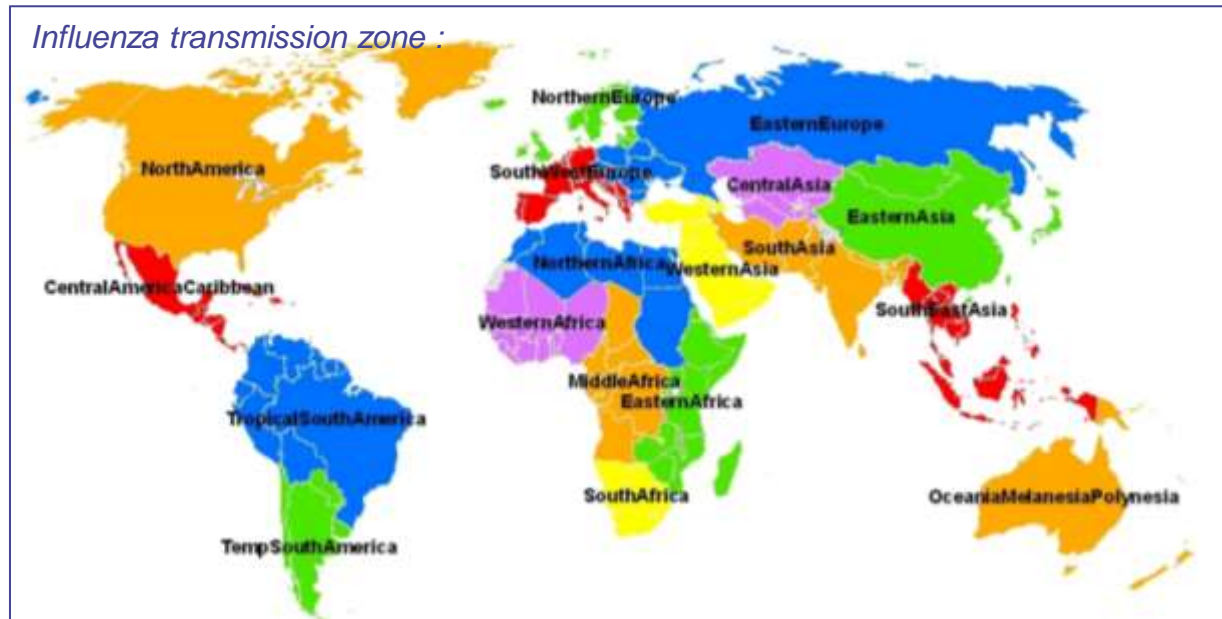 Influenza transmission zone :
NorthernEurope
EasternEurope
NorthAmerica
SouthWestEurope
CentralAsia
EasternAsia
SouthAsia
NorthernAfrica
WesternAsia
CentralAmericaCaribbean
SouthEastAsia
WesternAfrica
MiddleAfrica
EasternAfrica
TropicalSouthAmerica
SouthAfrica
OceaniaMelanesiaPolynesia
TempSouthAmerica